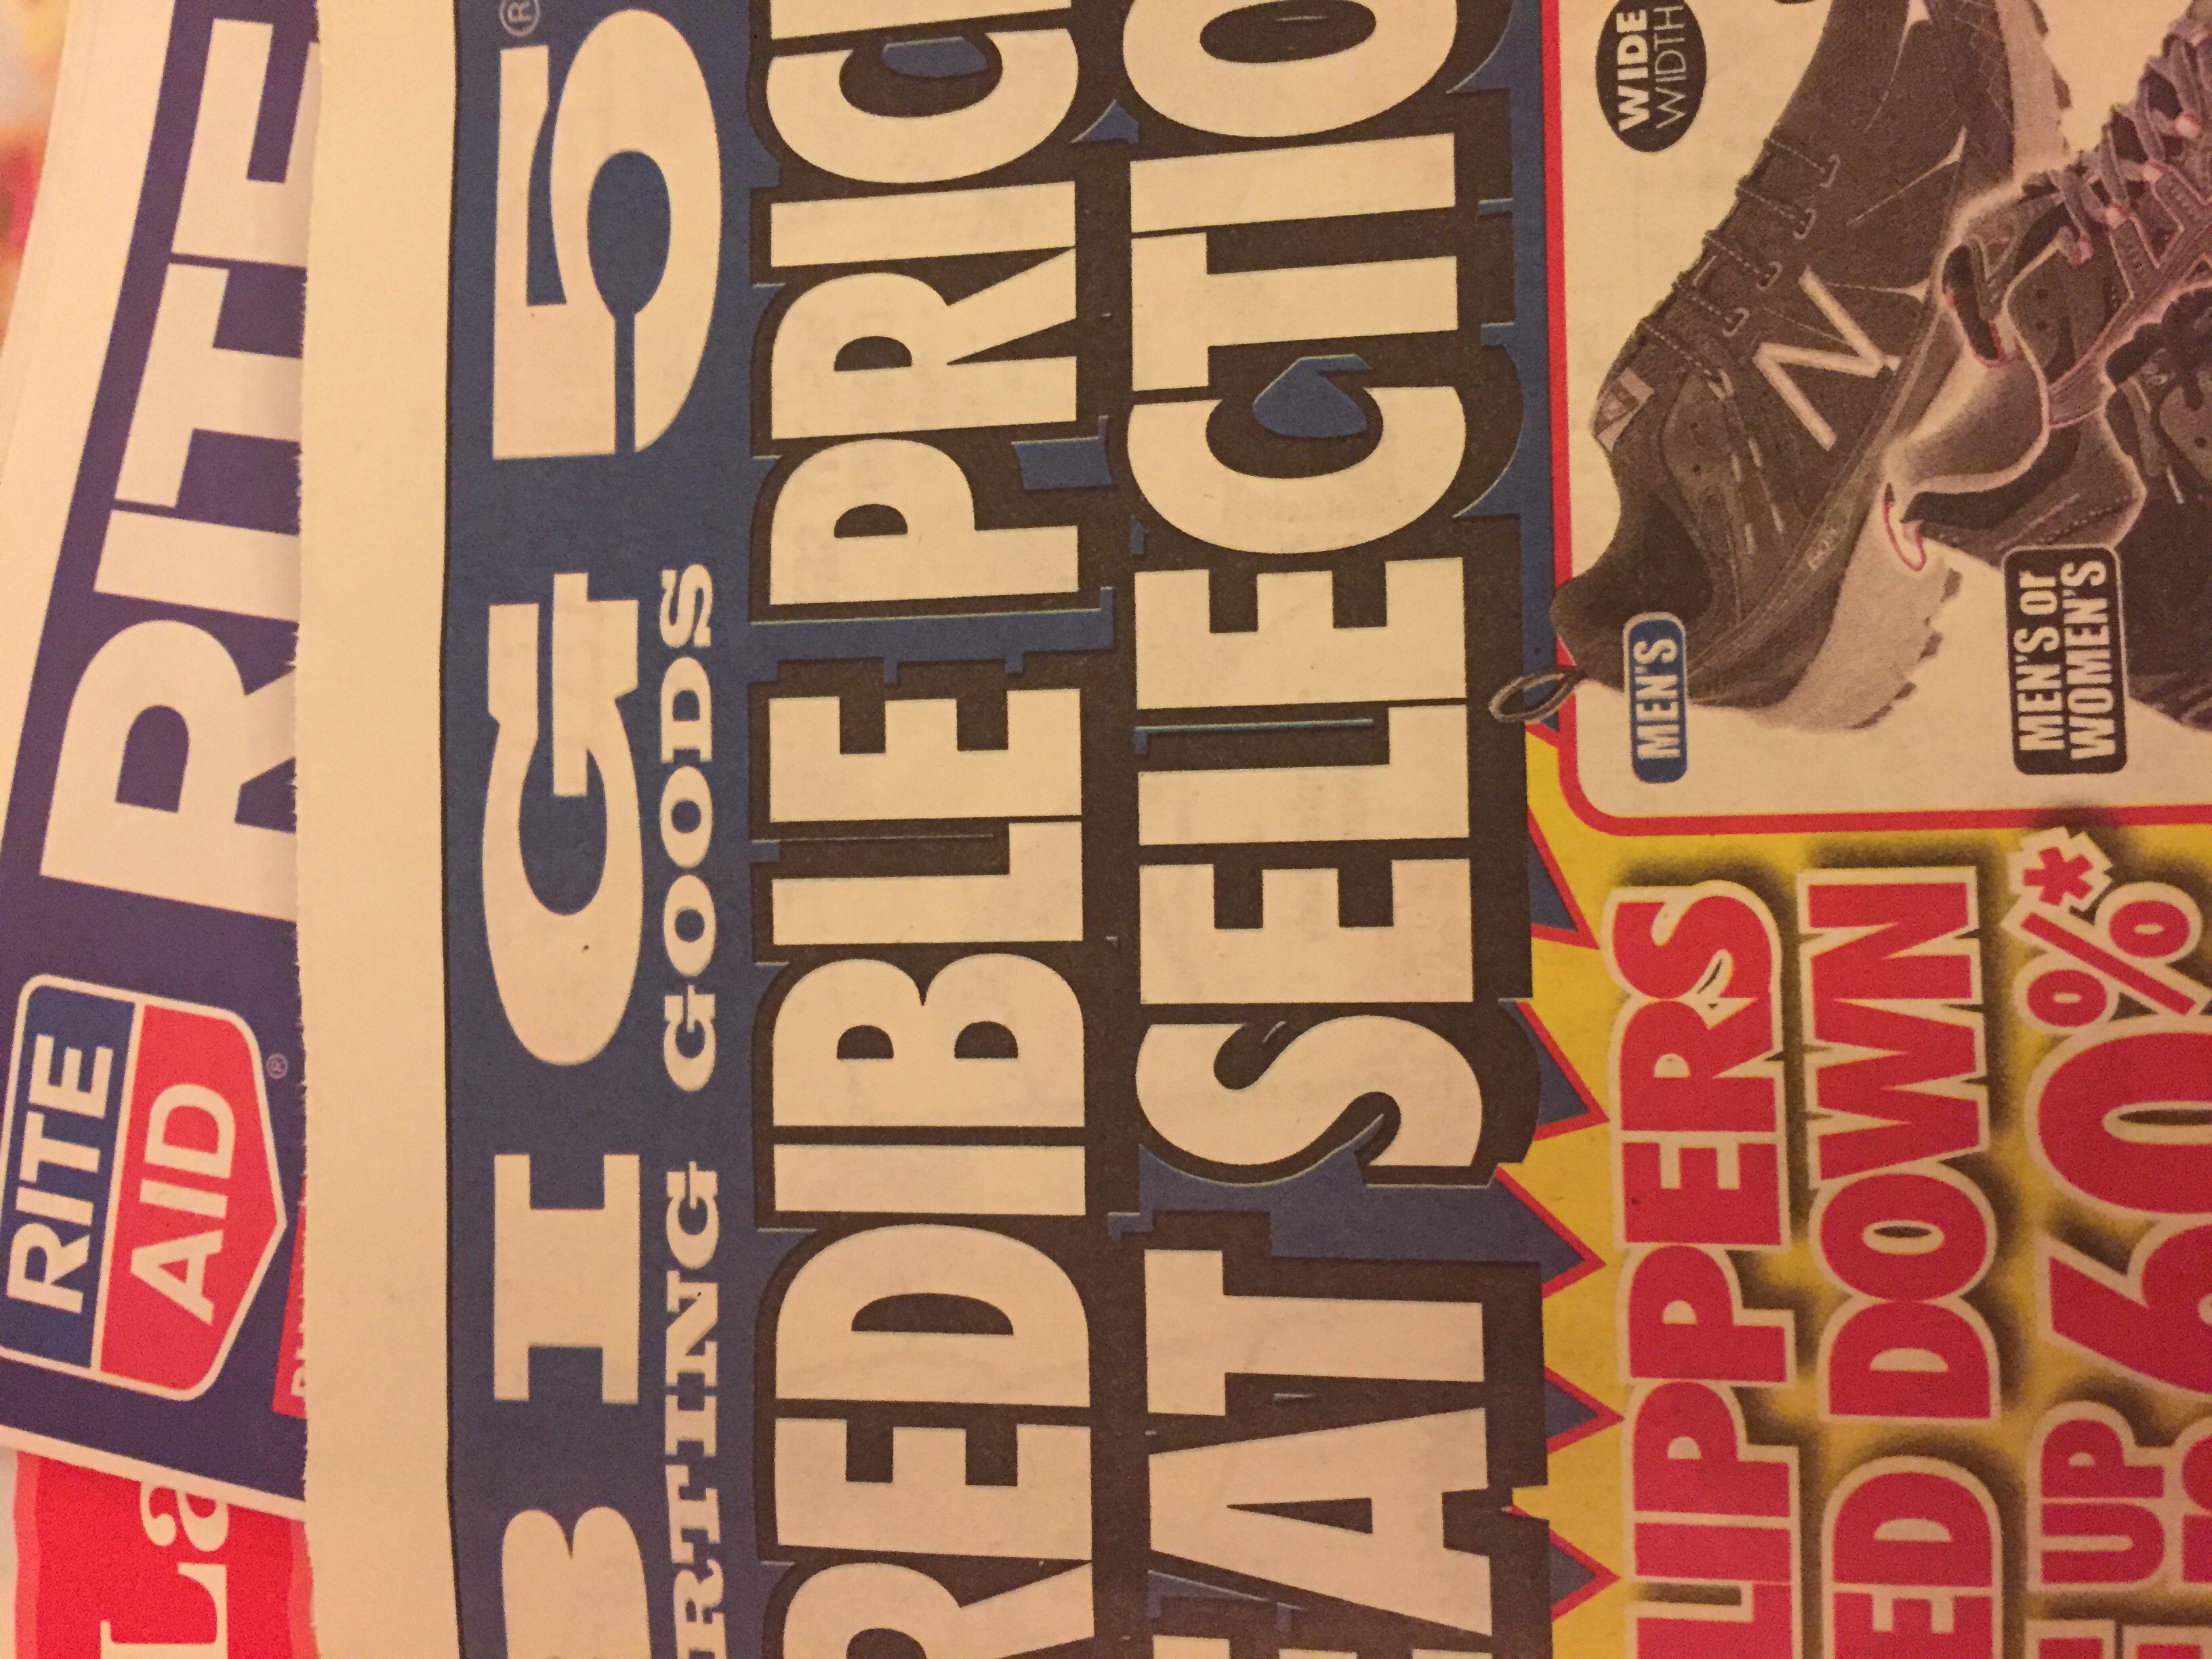 La
RITE
AID
®
RITE
BIG 5®
RTING GOODS
REDIBLE PRIC
EAT SELECTIO
LIPPERS
ED DOWN
UP
60%*
MEN'S
WIDE
WIDTH
N
MEN'S or
WOMEN'S